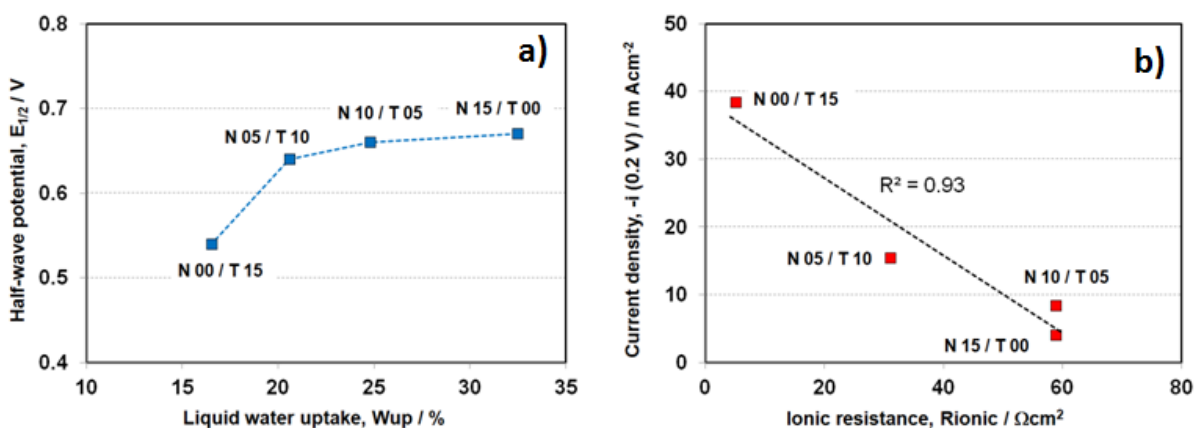 a)
0.8
0.7
0.6
0.5
0.4
Half-wave potential, E1/2 / V
N 00 / T 15
N 05 / T 10
N 10 / T 05
N 15 / T 00
10 15 20 25 30 35
Liquid water uptake, Wup / %
b)
50
40
30
20
10
0
Current density, -i (0.2 V) / m Acm-2
N 00 / T 15
R² = 0.93
N 05 / T 10
N 10 / T 05
N 15 / T 00
0 20 40 60 80
Ionic resistance, Rionic / Ωcm2